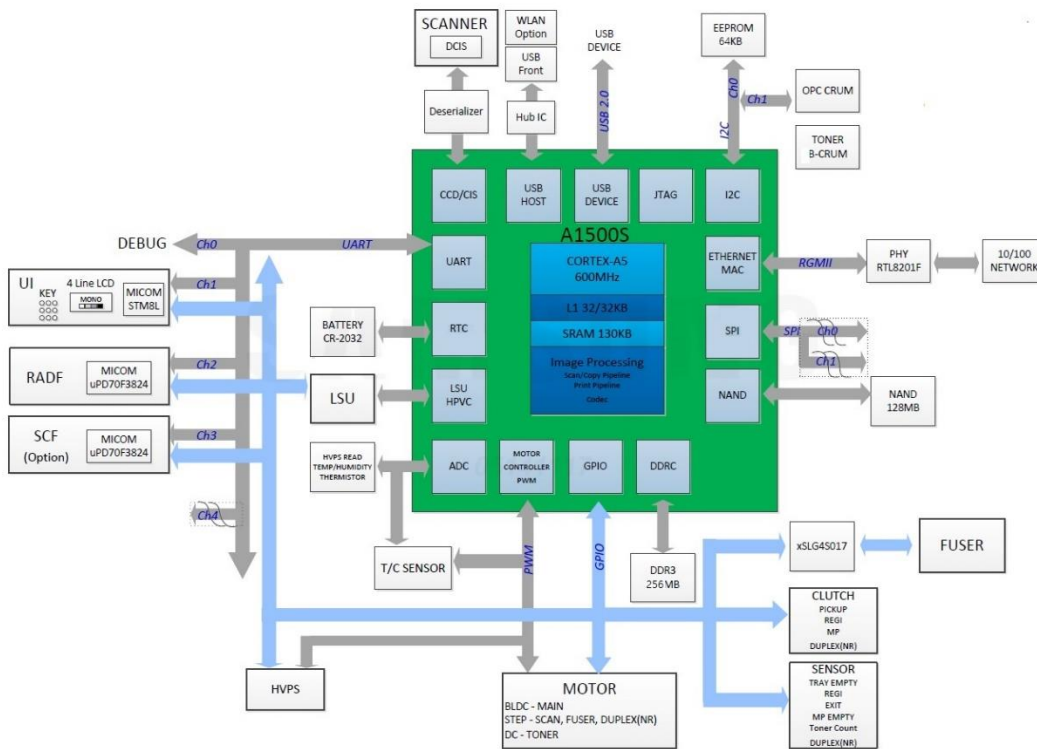 SCANNER
DCIS
WLAN
Option
USB
Front
USB
DEVICE
EEPROM
64KB
Deserializer
Hub IC
USB 2.0
Ch0
Ch1
I2C
OPC CRUM
TONER
B-CRUM
CCD/CIS
USB
HOST
USB
DEVICE
JTAG
I2C
A1500S
DEBUG
Ch0
UART
UART
CORTEX-A5
600MHz
ETHERNET
MAC
RGMII
PHY
RTL8201F
10/100
NETWORK
UI
KEY
4 Line LCD
MONO
MICOM
STM8L
Ch1
BATTERY
CR-2032
RTC
L1 32/32KB
SRAM 130KB
SPI
SPI
Ch0
Ch1
RADF
MICOM
uPD70F3824
Ch2
LSU
LSU
HPVC
Image Processing
Scan/Copy Pipeline
Print Pipeline
Codec
NAND
NAND
128MB
SCF
(Option)
MICOM
uPD70F3824
Ch3
HVPS READ
TEMP/HUMIDITY
THERMISTOR
ADC
MOTOR
CONTROLLER
PWM
GPIO
DDRC
Ch4
T/C SENSOR
PWM
GPIO
DDR3
256MB
xSLG4S017
FUSER
CLUTCH
PICKUP
REGI
MP
DUPLEX(NR)
HVPS
MOTOR
BLDC - MAIN
STEP - SCAN, FUSER, DUPLEX(NR)
DC - TONER
SENSOR
TRAY EMPTY
REGI
EXIT
MP EMPTY
Toner Count
DUPLEX(NR)